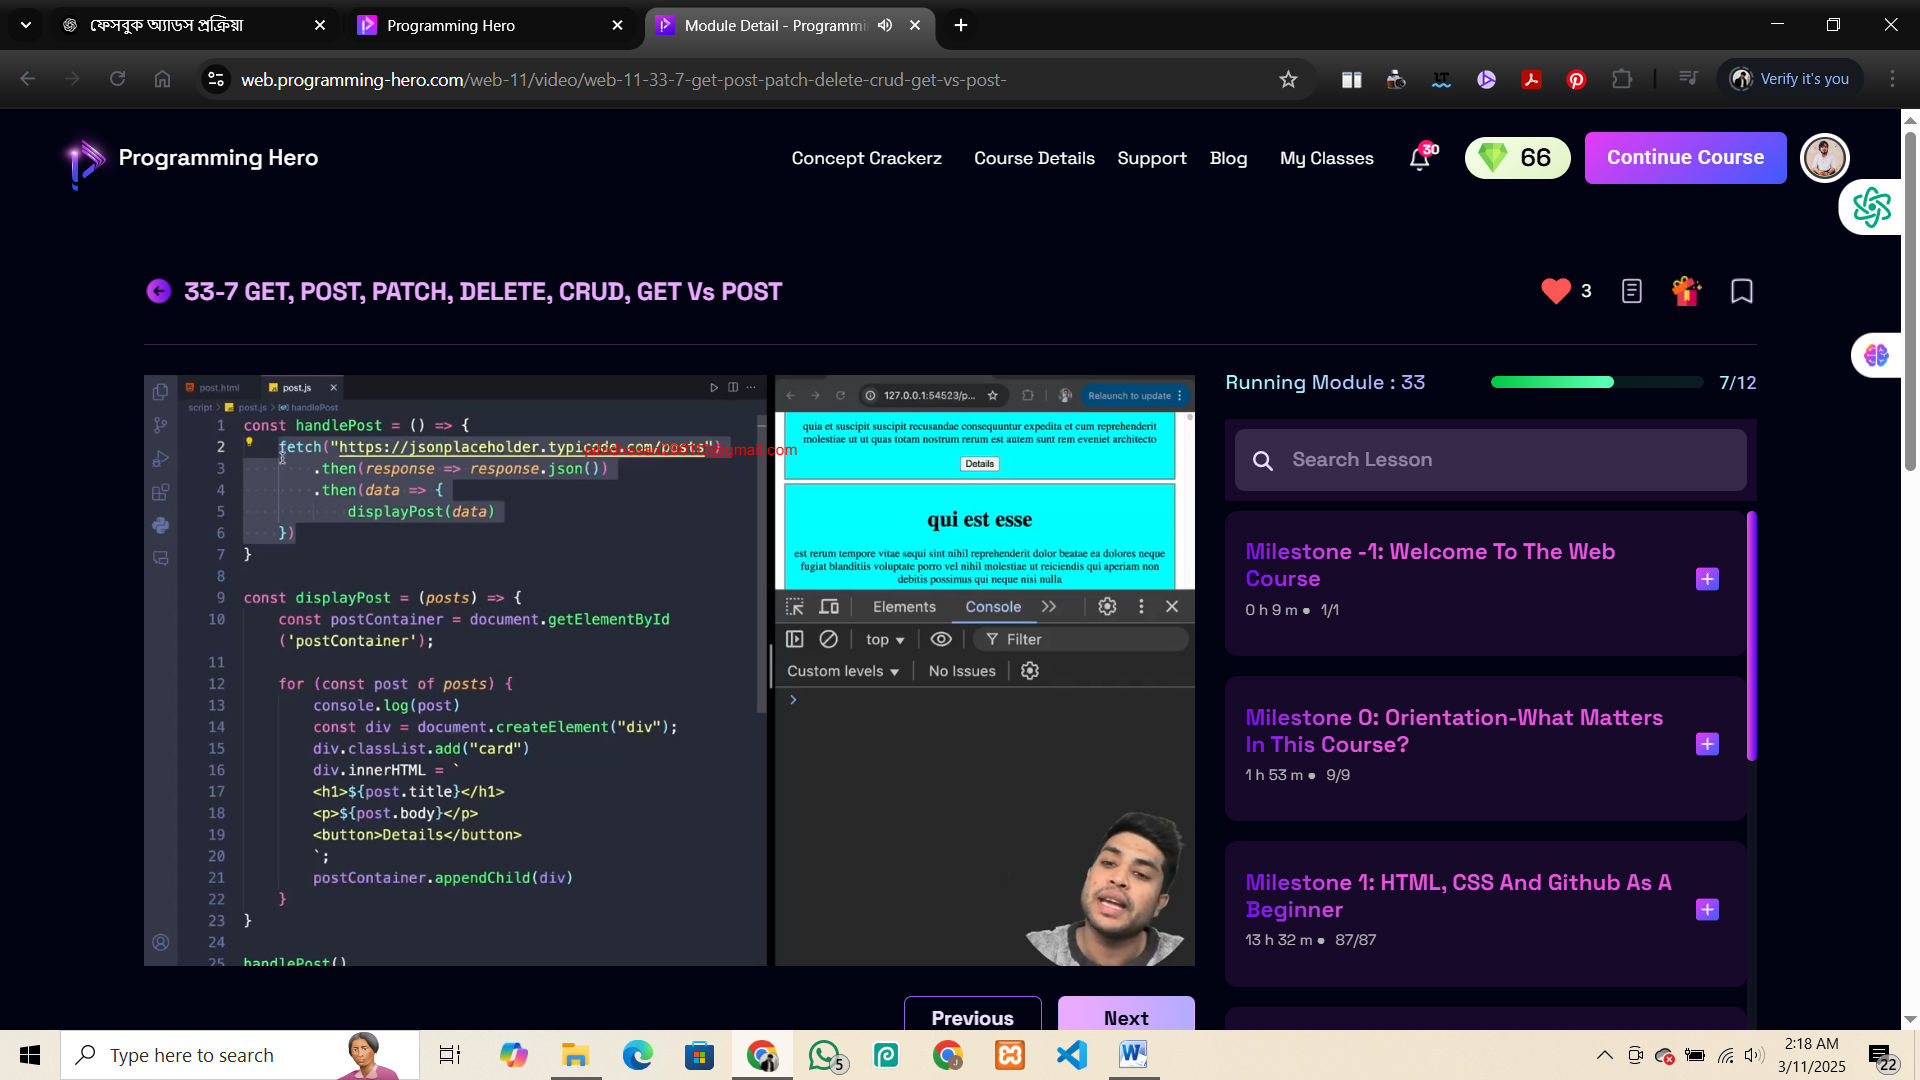 ফেসবুক অ্যাডস প্রক্রিয়া
Programming Hero
Module Detail - Programmi
web.programming-hero.com/web-11/video/web-11-33-7-get-post-patch-delete-crud-get-vs-post-
Verify it's you
Programming Hero
Concept Crackerz
Course Details
Support
Blog
My Classes
30
66
Continue Course
33-7 GET, POST, PATCH, DELETE, CRUD, GET Vs POST
3
post.html
post.js
script > post.js > handlePost
1 const handlePost = () => {
2 fetch("https://jsonplaceholder.typicode.com/posts")
3 .then(response => response.json())
4 .then(data => {
5 displayPost(data)
6 })
7 }
8
9 const displayPost = (posts) => {
10 const postContainer = document.getElementById
('postContainer');
11
12 for (const post of posts) {
13 console.log(post)
14 const div = document.createElement("div");
15 div.classList.add("card")
16 div.innerHTML = `
17 <h1>${post.title}</h1>
18 <p>${post.body}</p>
19 <button>Details</button>
20 `;
21 postContainer.appendChild(div)
22 }
23 }
24
25 handlePost()
127.0.0.1:54523/p...
Relaunch to update
quia et suscipit suscipit recusandae consequuntur expedita et cum reprehenderit
molestiae ut ut quas totam nostrum rerum est autem sunt rem eveniet architecto
Details
qui est esse
est rerum tempore vitae sequi sint nihil reprehenderit dolor beatae ea dolores neque
fugiat blanditiis voluptate porro vel nihil molestiae ut reiciendis qui aperiam non
debitis possimus qui neque nisi nulla
Elements
Console
top
Filter
Custom levels
No Issues
Running Module : 33
7/12
Search Lesson
Milestone -1: Welcome To The Web
Course
0 h 9 m • 1/1
Milestone 0: Orientation-What Matters
In This Course?
1 h 53 m • 9/9
Milestone 1: HTML, CSS And Github As A
Beginner
13 h 32 m • 87/87
Previous
Next
Type here to search
5
2:18 AM
3/11/2025
22